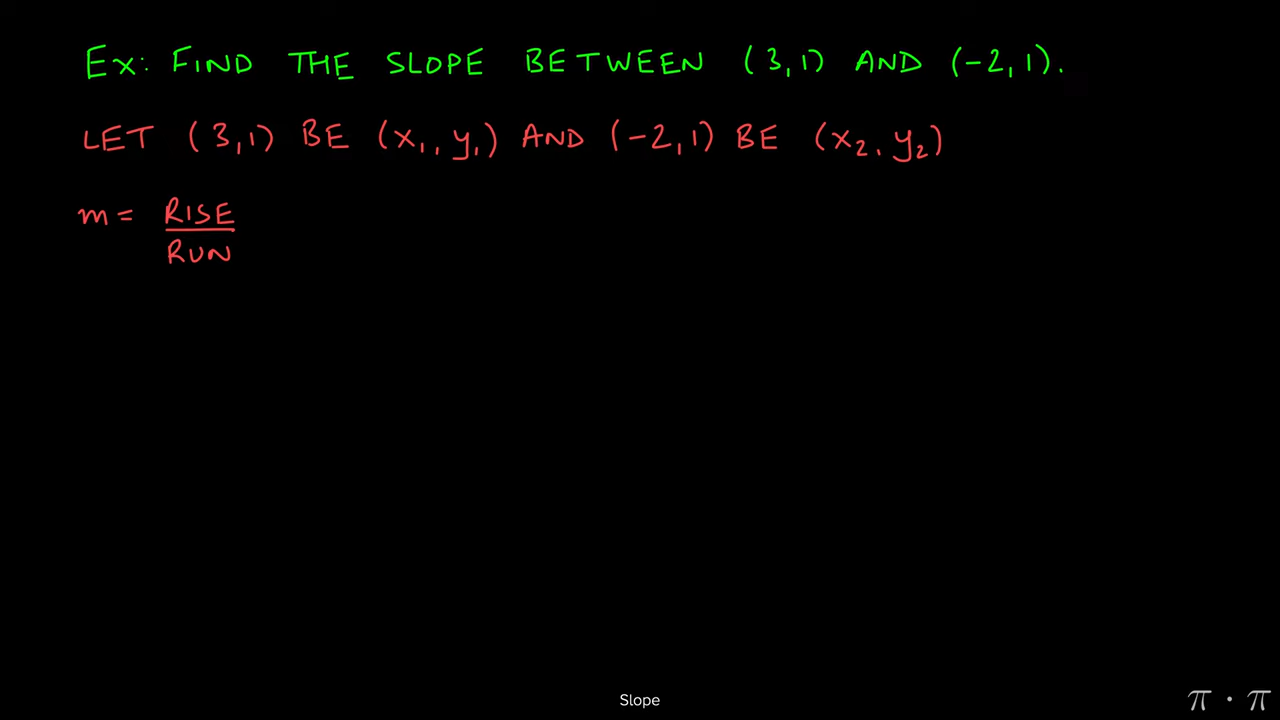 Ex: FIND THE SLOPE BETWEEN (3,1) AND (-2,1).
LET (3,1) BE (x₁, y₁) AND (-2,1) BE (x₂, y₂)
m = RISE
RUN
Slope
π · π